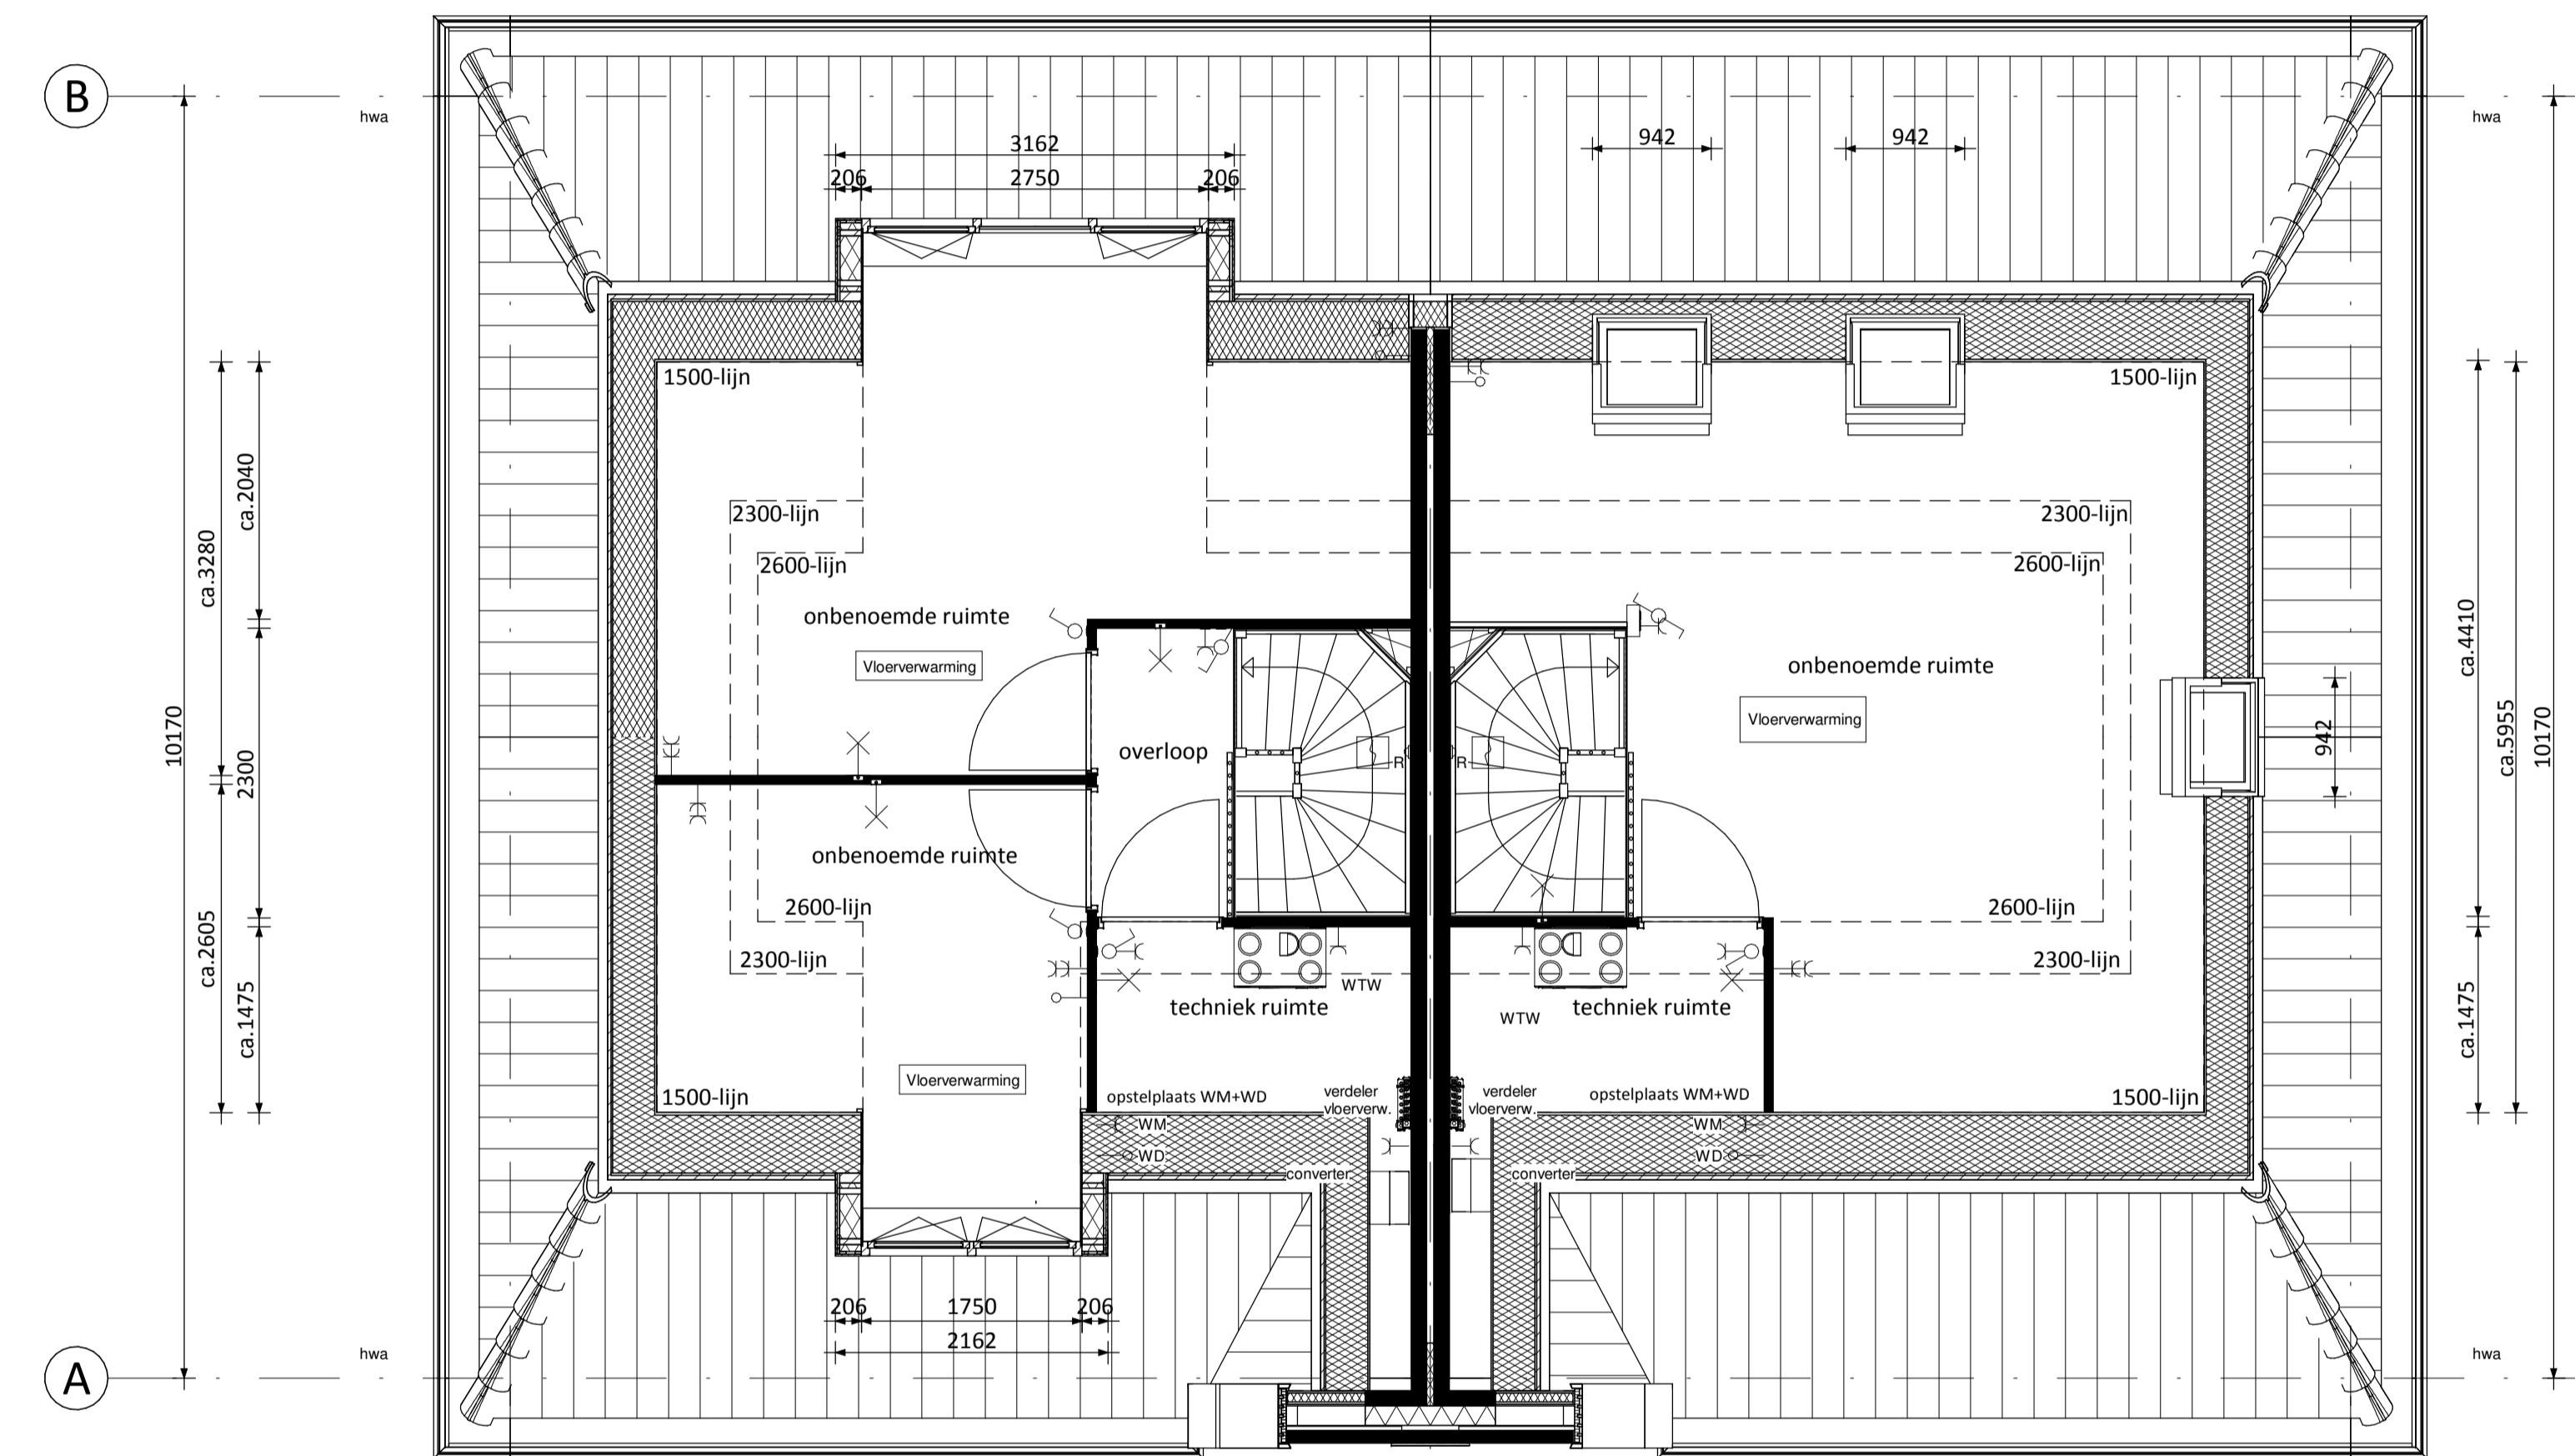 B
hwa
hwa
3162
206
2750
206
942
942
1500-lijn
1500-lijn
ca.2040
ca.3280
2300-lijn
2300-lijn
2600-lijn
2600-lijn
onbenoemde ruimte
Vloerverwarming
onbenoemde ruimte
Vloerverwarming
ca.4410
10170
2300
overloop
R
R
942
ca.5955
10170
onbenoemde ruimte
2600-lijn
2600-lijn
2300-lijn
2300-lijn
ca.2605
ca.1475
WTW
techniek ruimte
WTW
techniek ruimte
ca.1475
Vloerverwarming
1500-lijn
opstelplaats WM+WD
verdeler
vloerverw.
verdeler
vloerverw.
opstelplaats WM+WD
1500-lijn
WM
WD
WM
WD
converter
converter
206
1750
206
2162
hwa
hwa
A